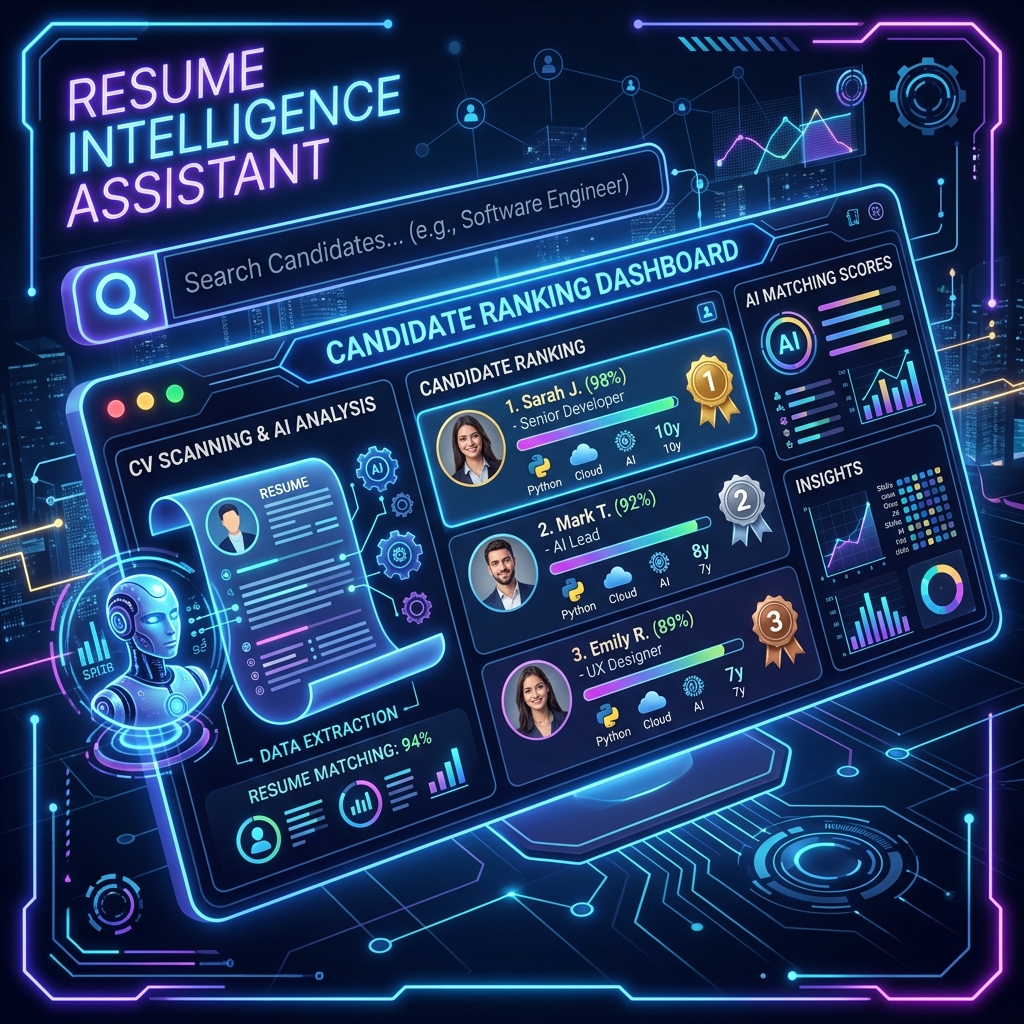 RESUME
INTELLIGENCE
ASSISTANT
Search Candidates... (e.g., Software Engineer)
CANDIDATE RANKING DASHBOARD
CV SCANNING & AI ANALYSIS
RESUME
AI
DATA EXTRACTION
RESUME MATCHING: 94%
CANDIDATE RANKING
1. Sarah J. (98%)
- Senior Developer
1
Python
Cloud
AI
10y
10y
2. Mark T. (92%)
- AI Lead
2
Python
Cloud
AI
8y
7y
3. Emily R. (89%)
- UX Designer
3
Python
Cloud
AI
7y
7y
AI MATCHING SCORES
AI
INSIGHTS